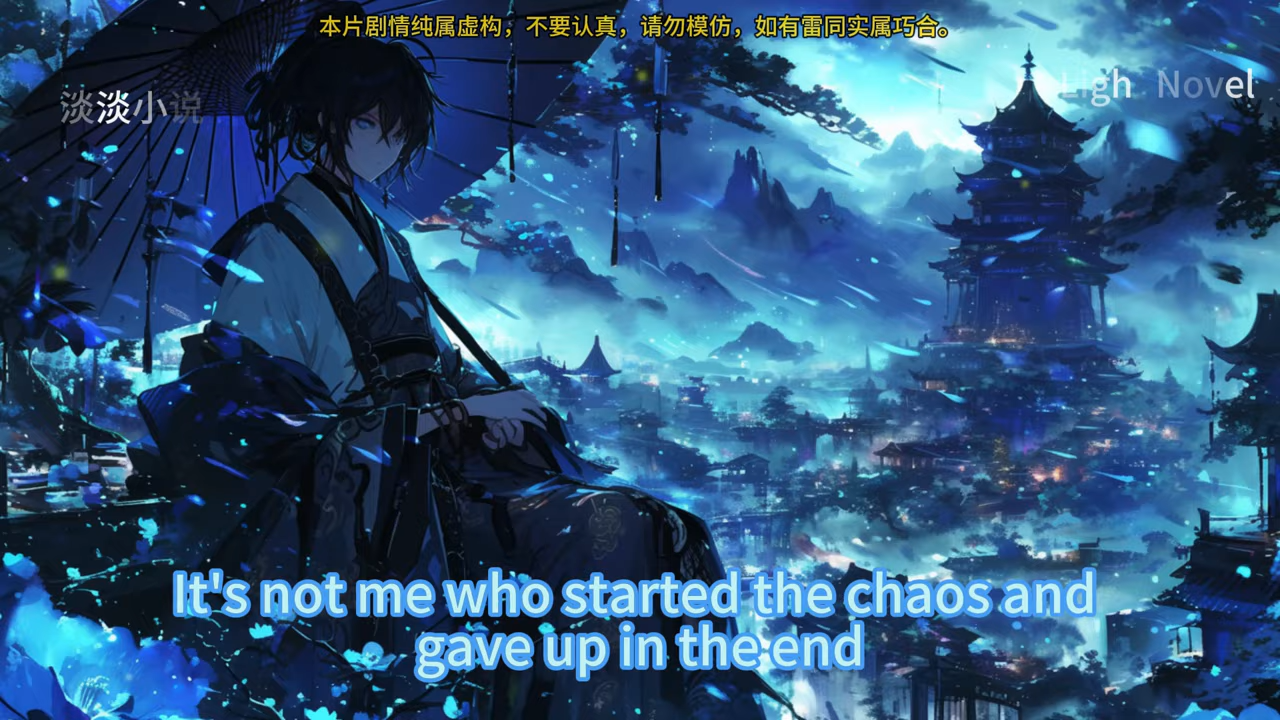 本片剧情纯属虚构，不要认真，请勿模仿，如有雷同实属巧合。
淡淡小说
Ligh Novel
It's not me who started the chaos and
gave up in the end